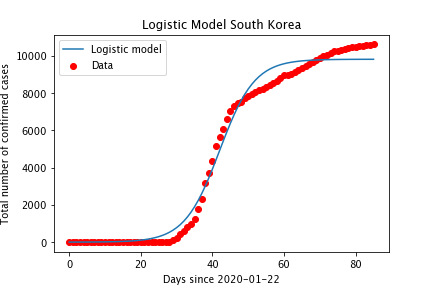 Logistic Model South Korea
Logistic model
Data
Total number of confirmed cases
10000
8000
6000
4000
2000
0
0 20 40 60 80
Days since 2020-01-22